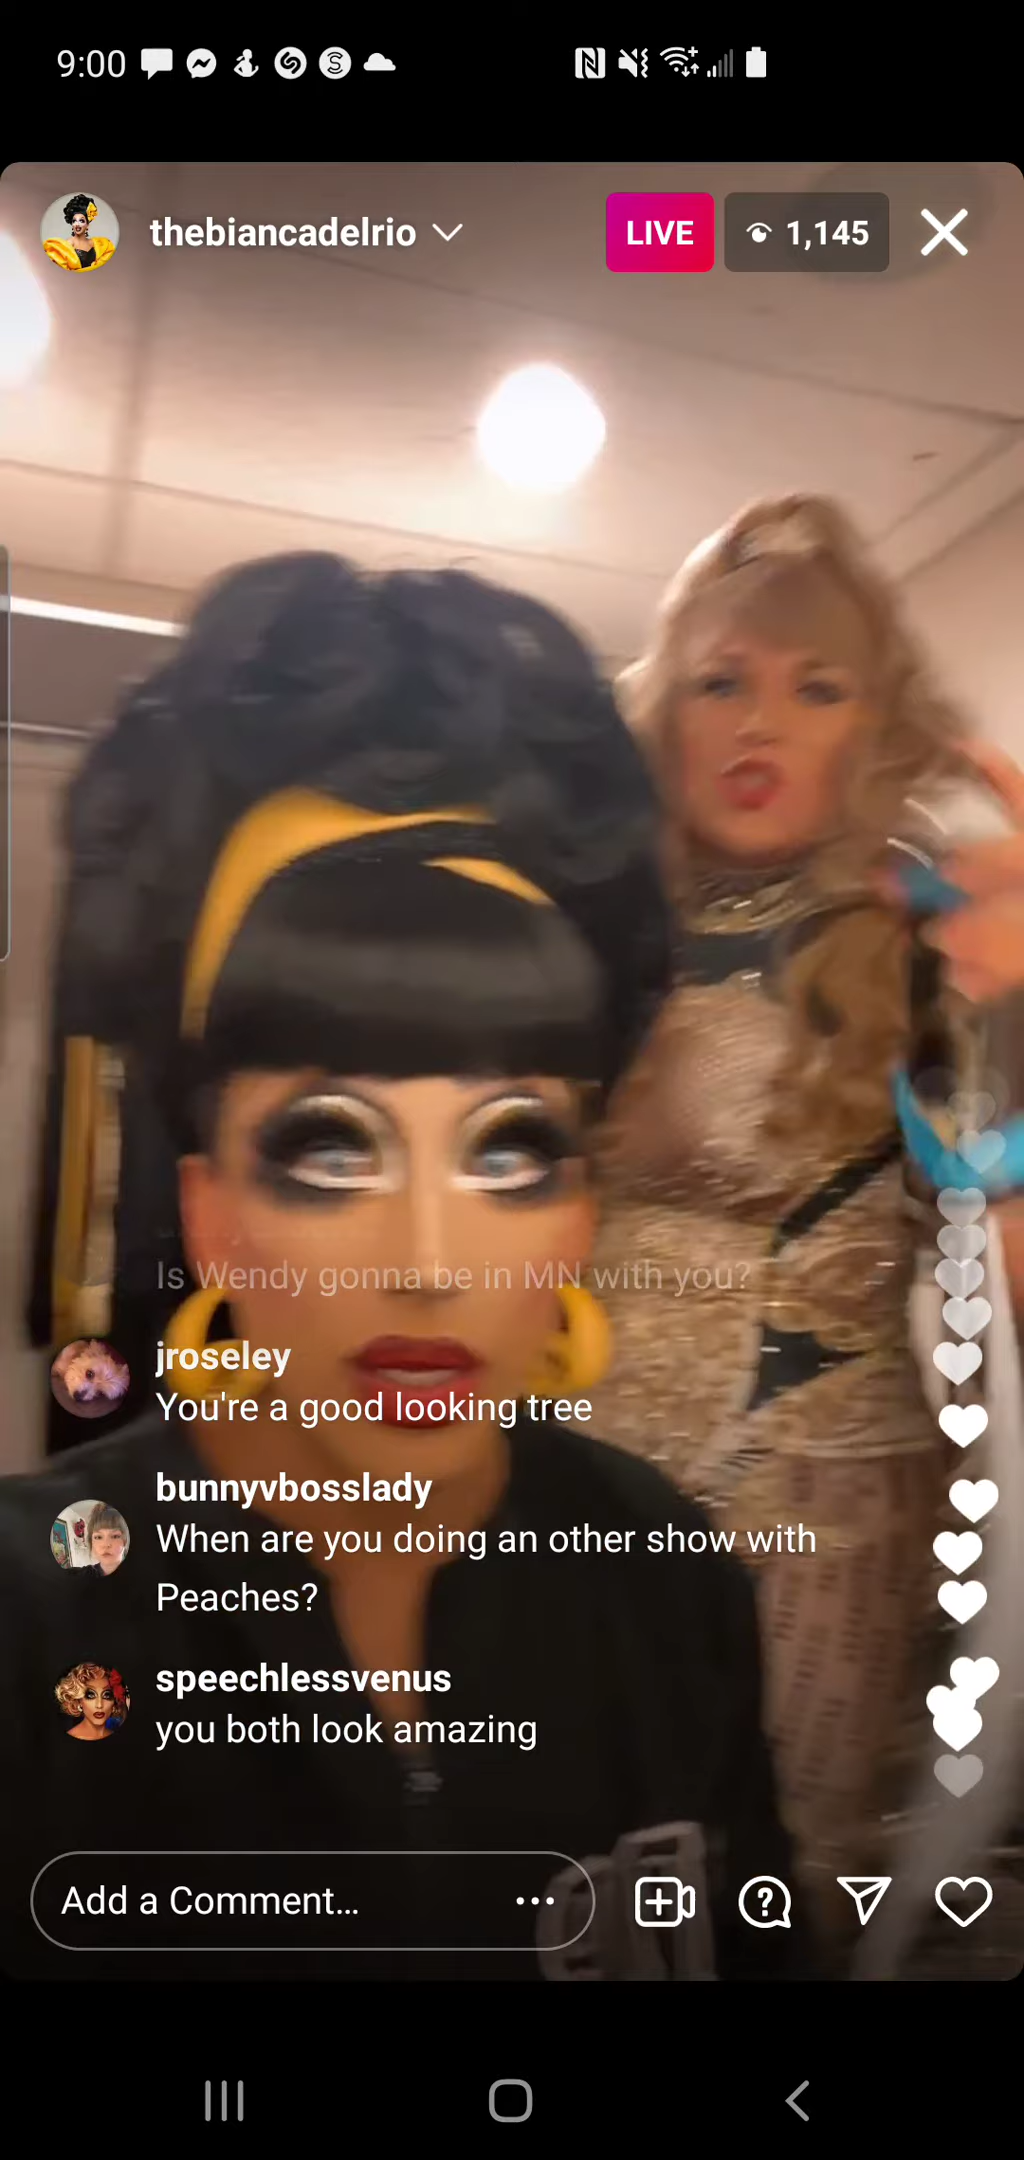 9:00
thebiancadelrio
LIVE
1,145
Is Wendy gonna be in MN with you?
jroseley
You're a good looking tree
bunnyvbosslady
When are you doing an other show with
Peaches?
speechlessvenus
you both look amazing
Add a Comment...